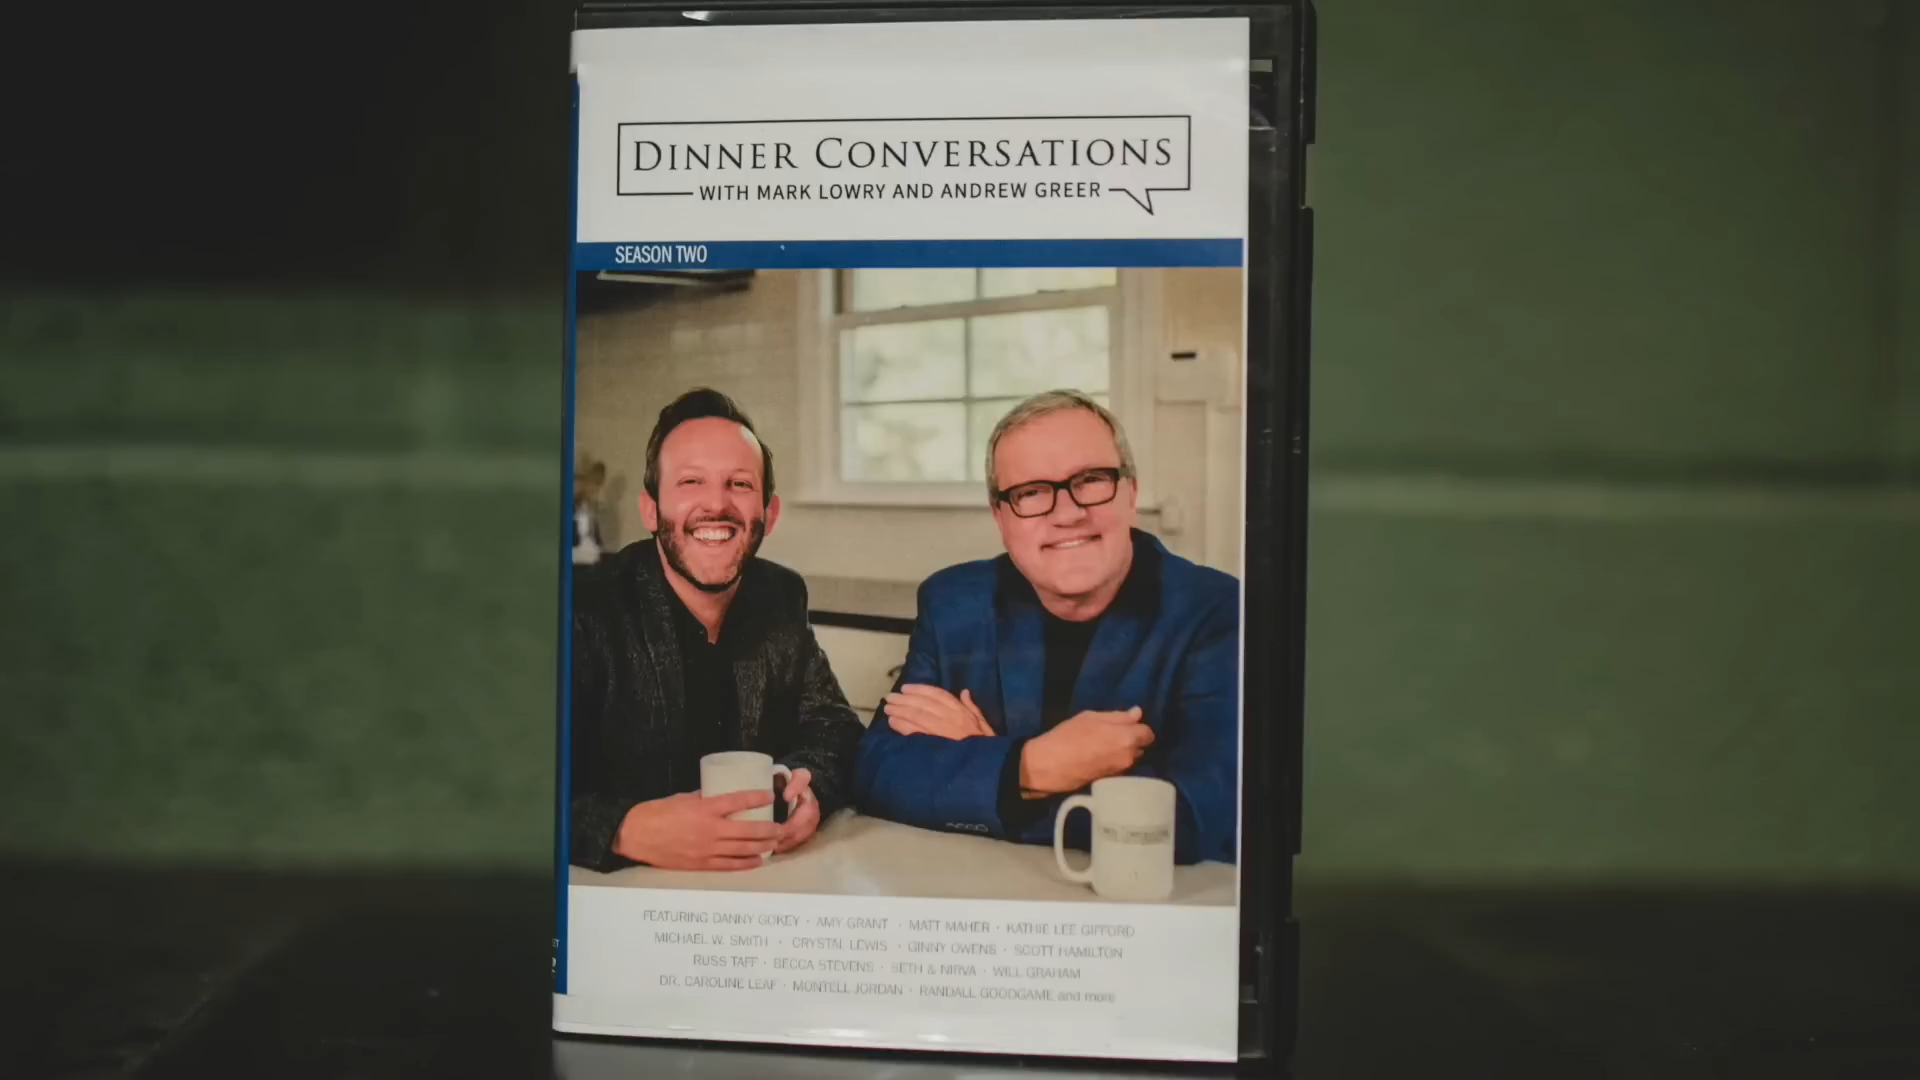 DINNER CONVERSATIONS
WITH MARK LOWRY AND ANDREW GREER
SEASON TWO
FEATURING DANNY GOKEY · AMY GRANT · MATT MAHER · KATHIE LEE GIFFORD
MICHAEL W. SMITH · CRYSTAL LEWIS · GINNY OWENS · SCOTT HAMILTON
RUSS TAFF · BECCA STEVENS · SETH & NIRVA · WILL GRAHAM
DR. CAROLINE LEAF · MONTELL JORDAN · RANDALL GOODGAME and more